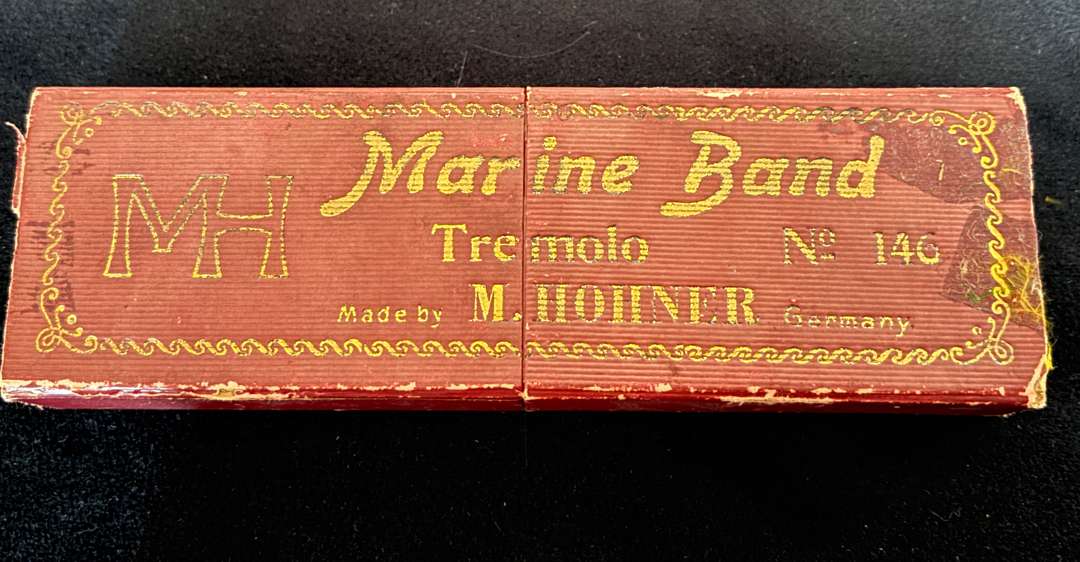 MH
Marine Band
Tremolo Nº 146
Made by M. HOHNER Germany